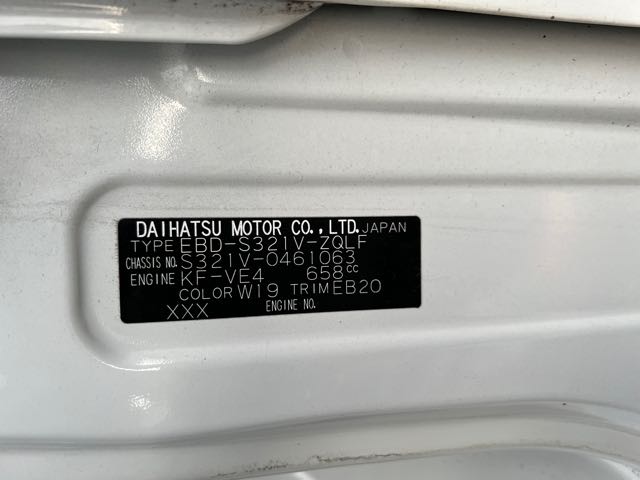 DAIHATSU MOTOR CO.,LTD. JAPAN
TYPE EBD-S321V-ZQLF
CHASSIS NO. S321V-0461063
ENGINE KF-VE4 658cc
COLOR W19 TRIM EB20
XXX ENGINE NO.